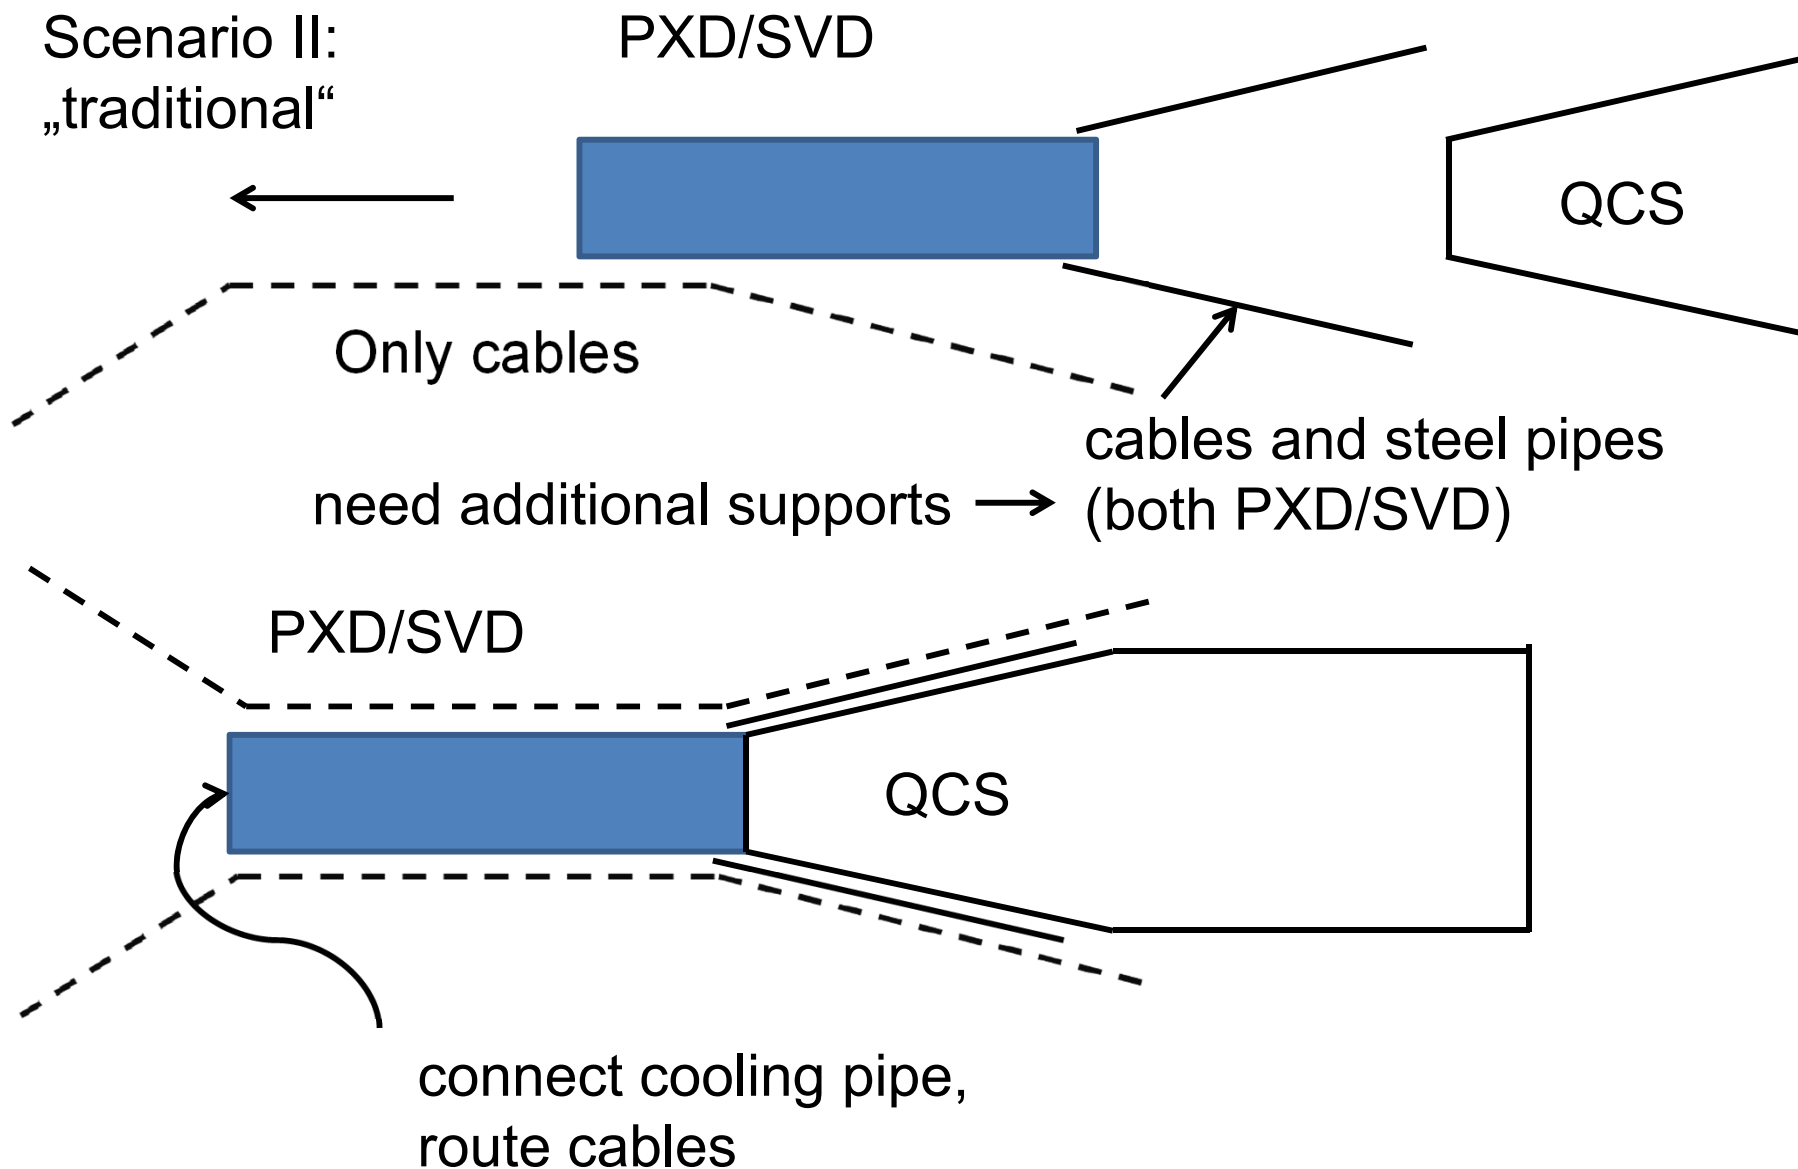 Scenario II:
„traditional“
PXD/SVD
QCS
Only cables
cables and steel pipes
need additional supports
(both PXD/SVD)
PXD/SVD
QCS
connect cooling pipe,
route cables